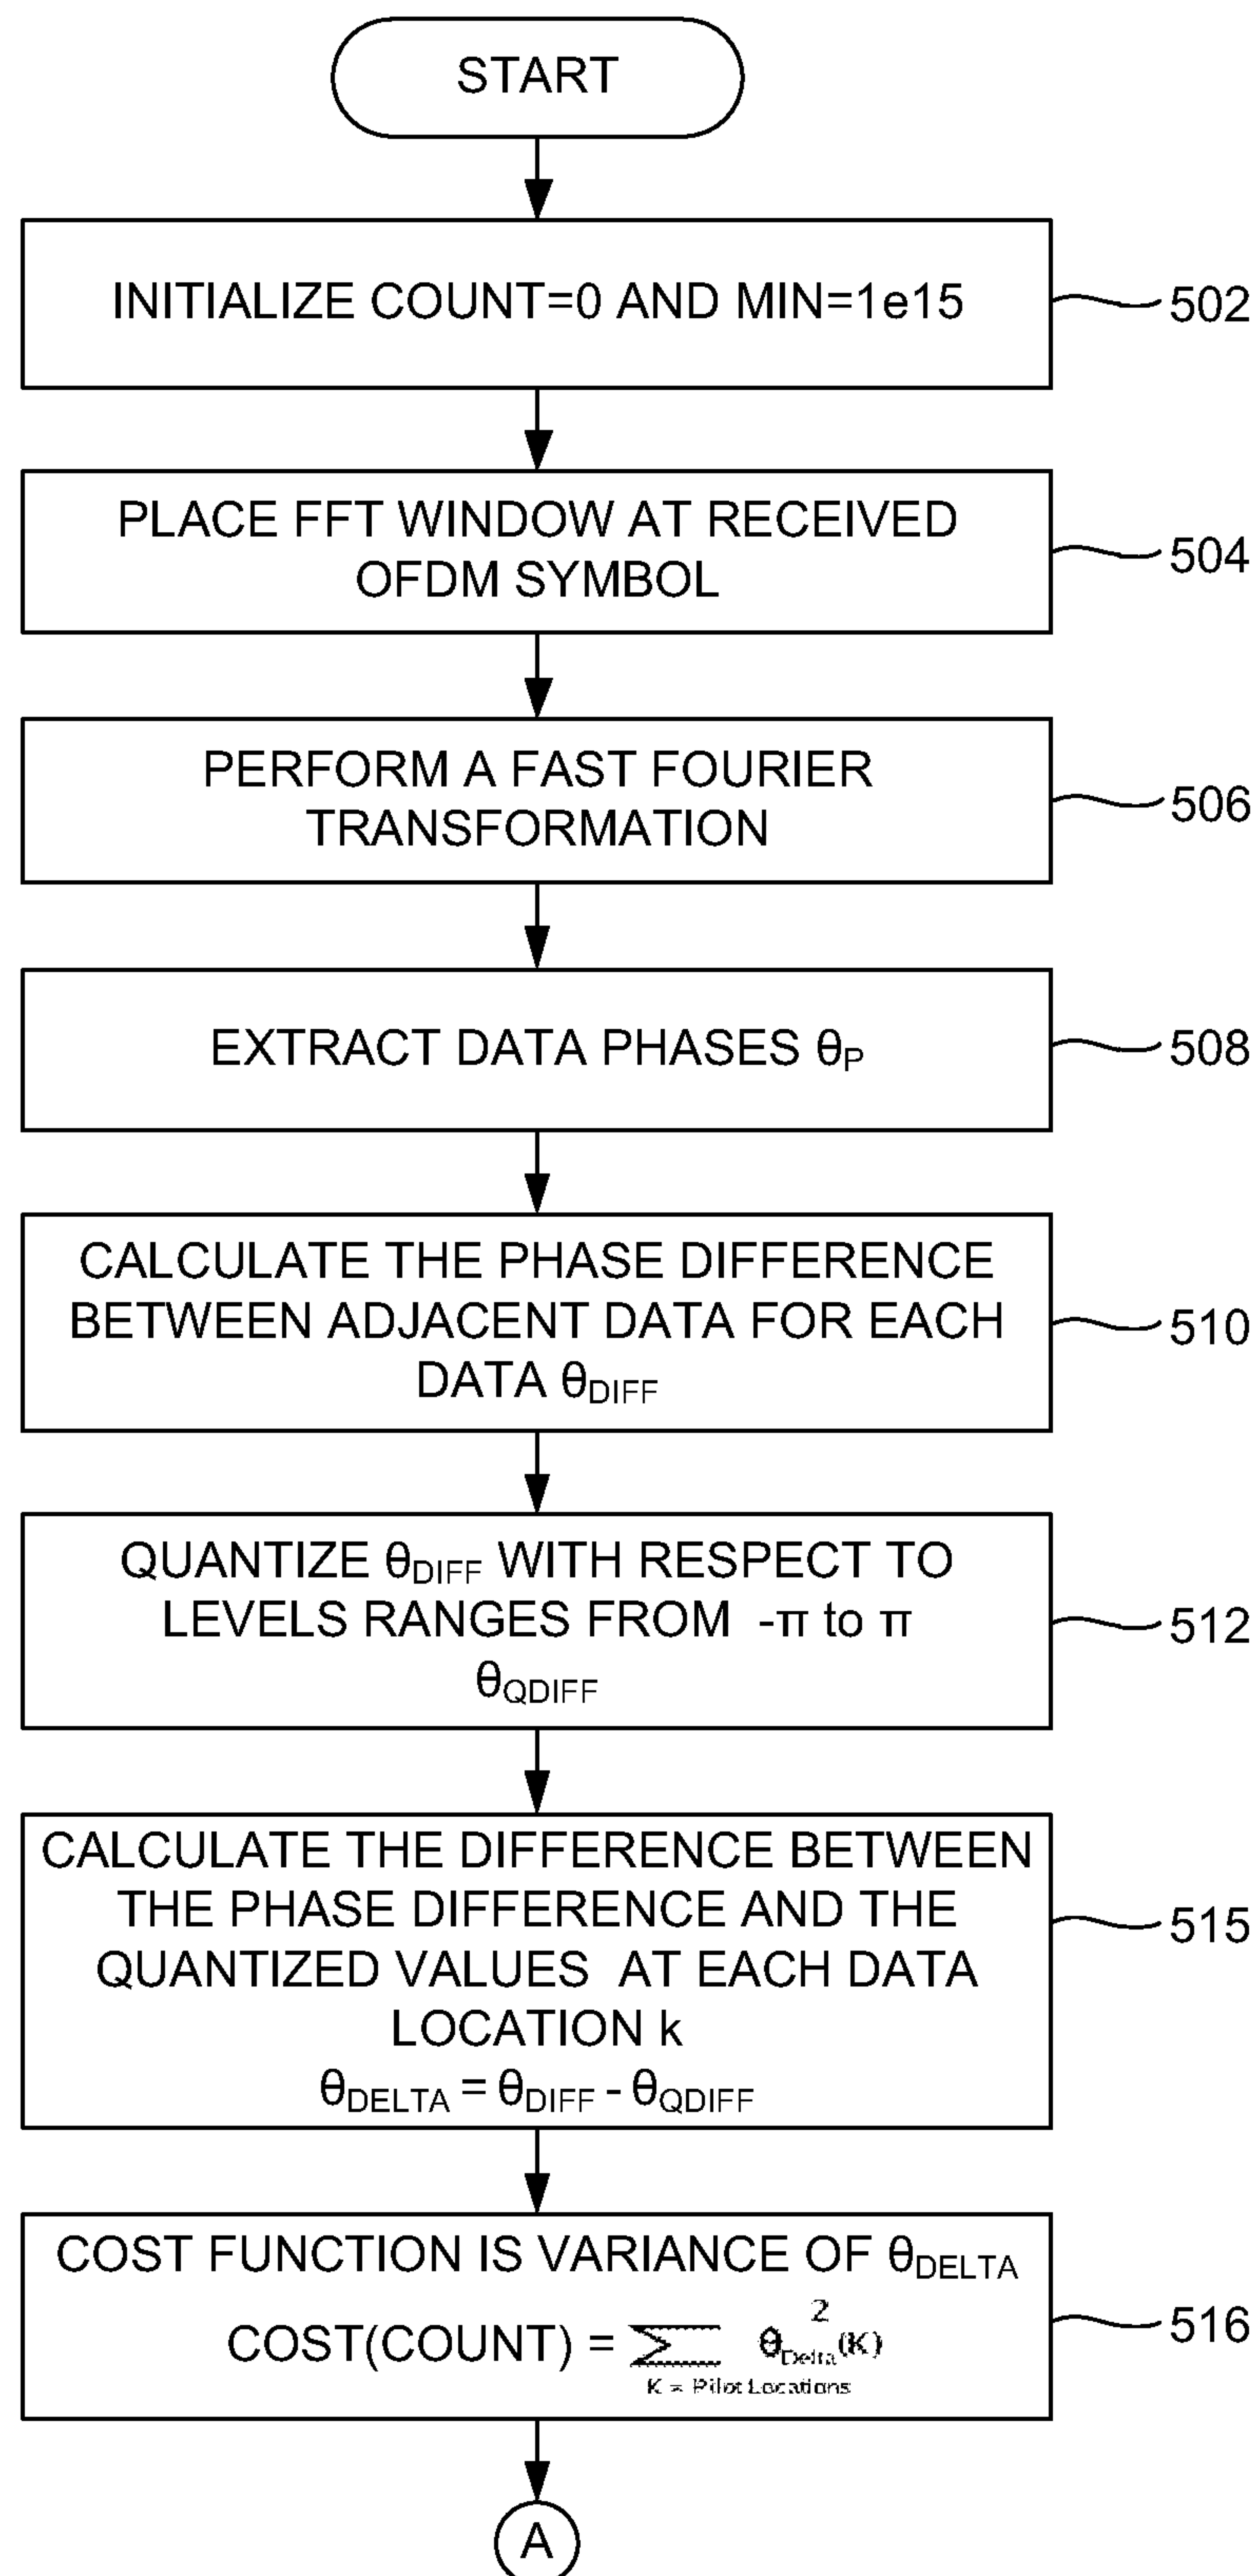 START
INITIALIZE COUNT=0 AND MIN=1e15
502
PLACE FFT WINDOW AT RECEIVED
OFDM SYMBOL
504
PERFORM A FAST FOURIER
TRANSFORMATION
506
EXTRACT DATA PHASES θP
508
CALCULATE THE PHASE DIFFERENCE
BETWEEN ADJACENT DATA FOR EACH
DATA θDIFF
510
QUANTIZE θDIFF WITH RESPECT TO
LEVELS RANGES FROM -π to π
θQDIFF
512
CALCULATE THE DIFFERENCE BETWEEN
THE PHASE DIFFERENCE AND THE
QUANTIZED VALUES AT EACH DATA
LOCATION k
θDELTA = θDIFF - θQDIFF
515
COST FUNCTION IS VARIANCE OF θDELTA
COST(COUNT) = ∑ θ²Delta(K)
K = Pilot Locations
516
A